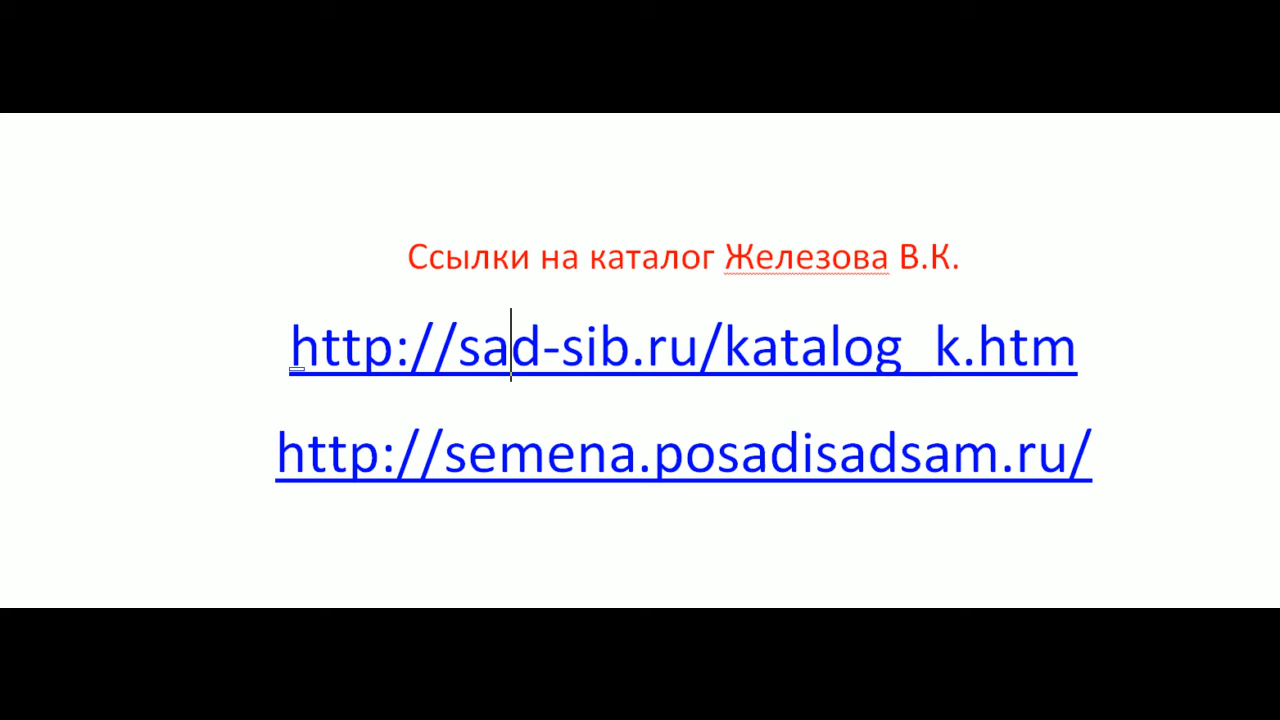 Ссылки на каталог Железова В.К.
http://sad-sib.ru/katalog_k.htm
http://semena.posadisadsam.ru/